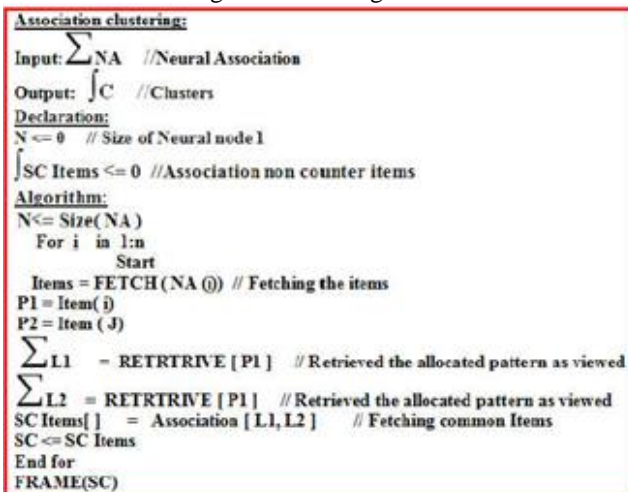 Association clustering:
Input: ∑NA //Neural Association
Output: ∫C //Clusters
Declaration:
N <= 0 // Size of Neural node 1
∫SC Items <= 0 //Association non counter items
Algorithm:
N<= Size( NA )
For i in 1:n
Start
Items = FETCH ( NA (i)) // Fetching the items
P1 = Item( i)
P2 = Item ( J)
∑L1 = RETRTRIVE [ P1 ] // Retrieved the allocated pattern as viewed
∑L2 = RETRTRIVE [ P1 ] // Retrieved the allocated pattern as viewed
SC Items[ ] = Association [ L1, L2 ] // Fetching common Items
SC <= SC Items
End for
FRAME(SC)